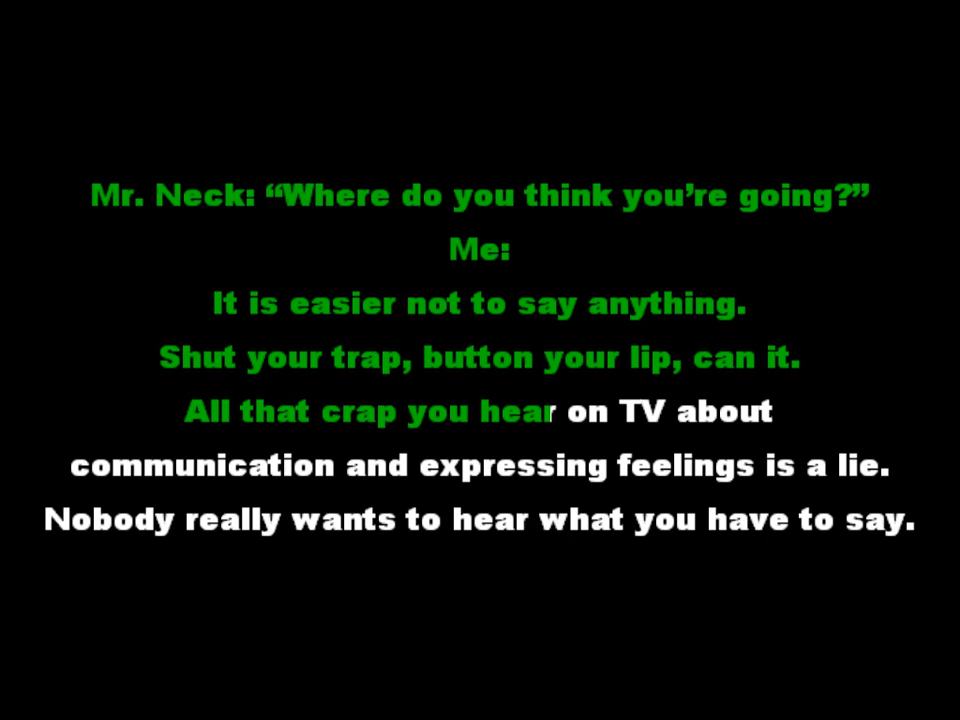 Mr. Neck: “Where do you think you’re going?”
Me:
It is easier not to say anything.
Shut your trap, button your lip, can it.
All that crap you hear on TV about
communication and expressing feelings is a lie.
Nobody really wants to hear what you have to say.